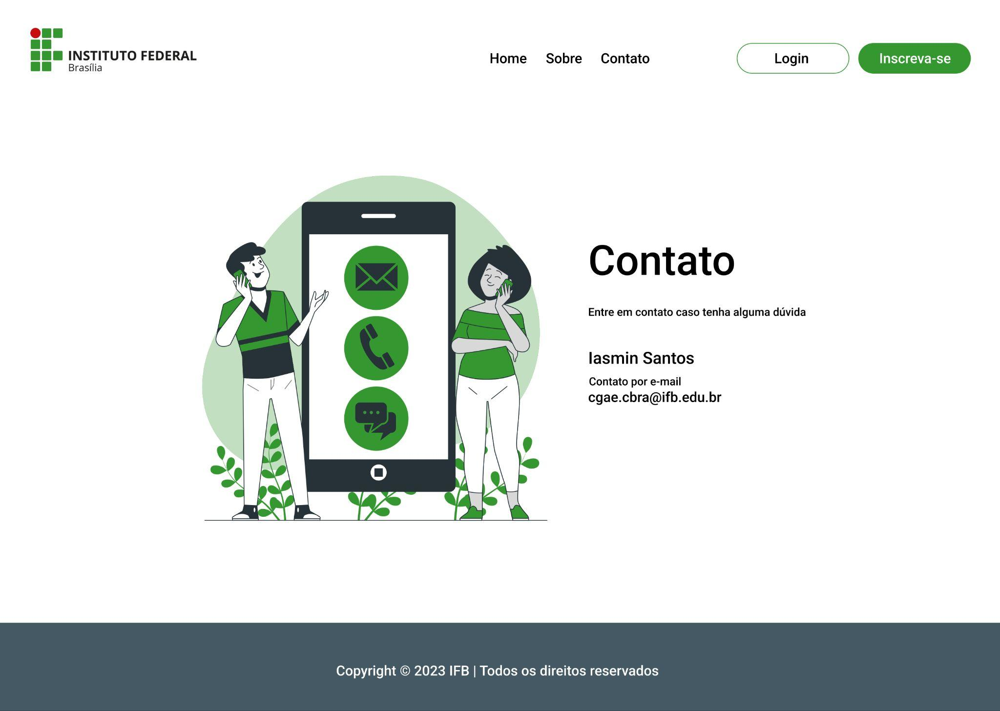 INSTITUTO FEDERAL
Brasília
Home Sobre Contato Login Inscreva-se
Contato
Entre em contato caso tenha alguma dúvida
Iasmin Santos
Contato por e-mail
cgae.cbra@ifb.edu.br
Copyright © 2023 IFB | Todos os direitos reservados